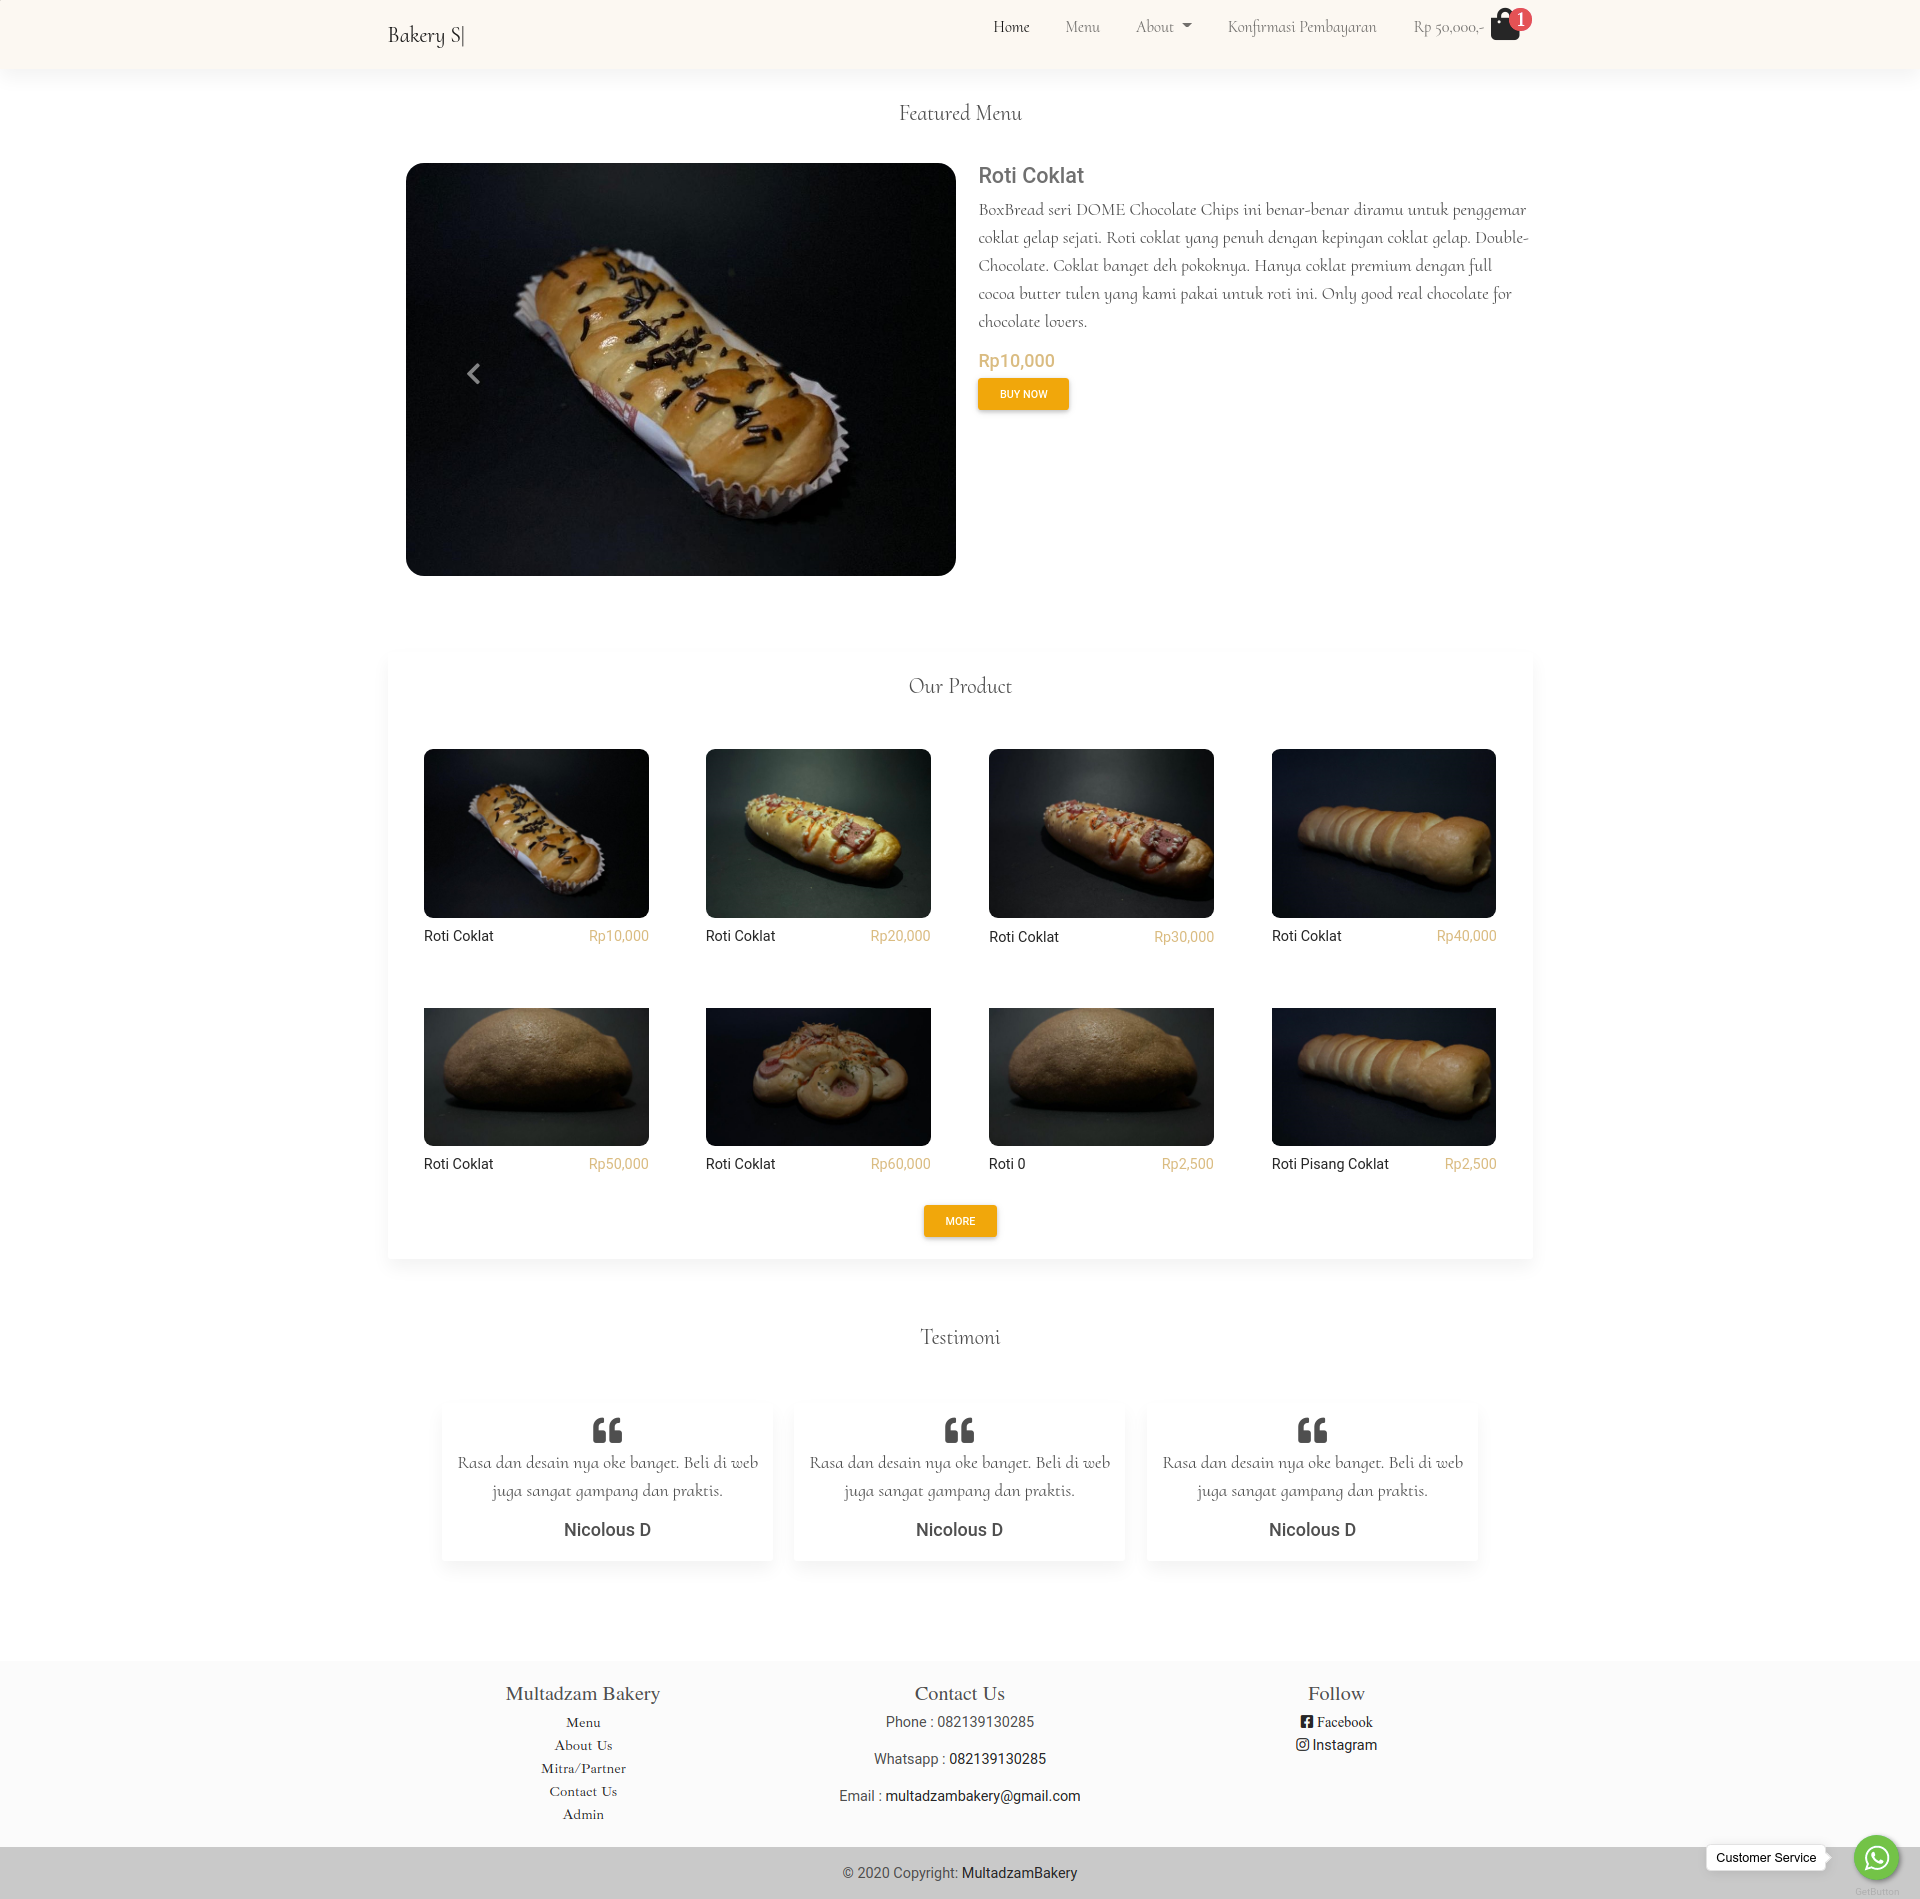 Bakery S|
Home Menu About Konfirmasi Pembayaran Rp 50,000,- 1
Featured Menu
Roti Coklat
BoxBread seri DOME Chocolate Chips ini benar-benar diramu untuk penggemar
coklat gelap sejati. Roti coklat yang penuh dengan kepingan coklat gelap. Double-
Chocolate. Coklat banget deh pokoknya. Hanya coklat premium dengan full
cocoa butter tulen yang kami pakai untuk roti ini. Only good real chocolate for
chocolate lovers.
Rp10,000
BUY NOW
Our Product
Roti Coklat Rp10,000
Roti Coklat Rp20,000
Roti Coklat Rp30,000
Roti Coklat Rp40,000
Roti Coklat Rp50,000
Roti Coklat Rp60,000
Roti 0 Rp2,500
Roti Pisang Coklat Rp2,500
MORE
Testimoni
Rasa dan desain nya oke banget. Beli di web
juga sangat gampang dan praktis.
Nicolous D
Rasa dan desain nya oke banget. Beli di web
juga sangat gampang dan praktis.
Nicolous D
Rasa dan desain nya oke banget. Beli di web
juga sangat gampang dan praktis.
Nicolous D
Multadzam Bakery
Menu
About Us
Mitra/Partner
Contact Us
Admin
Contact Us
Phone : 082139130285
Whatsapp : 082139130285
Email : multadzambakery@gmail.com
Follow
Facebook
Instagram
© 2020 Copyright: MultadzamBakery
Customer Service
GetButton